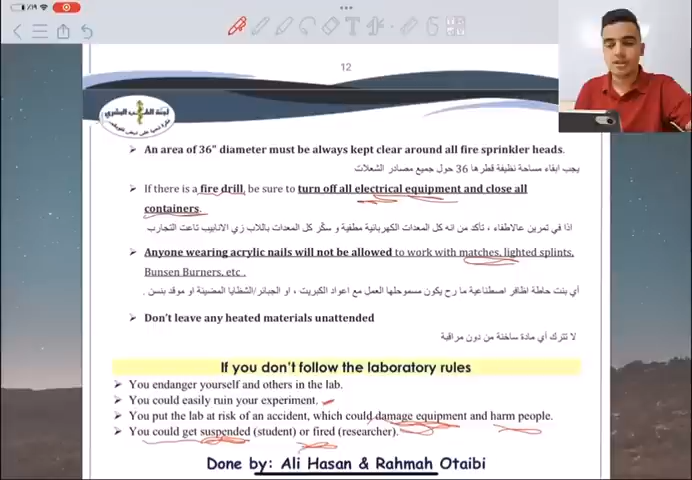 12
لجنة الطب البشري
➤ An area of 36” diameter must be always kept clear around all fire sprinkler heads.
يجب ابقاء مساحة نظيفة قطرها 36 حول جميع مصادر الشعلات
➤ If there is a fire drill, be sure to turn off all electrical equipment and close all
containers.
اذا في تمرين عالاطفاء ، تأكد من انه كل المعدات الكهربائية مطفية و سكّر كل المعدات باللاب زي الانابيب تاعت التجارب
➤ Anyone wearing acrylic nails will not be allowed to work with matches, lighted splints,
Bunsen Burners, etc .
أي بنت حاطة اظافر اصطناعية ما رح يكون مسموحلها العمل مع اعواد الكبريت ، او الجبائر/الشظايا المضيئة او موقد بنسن .
➤ Don't leave any heated materials unattended
لا تترك أي مادة ساخنة من دون مراقبة
If you don't follow the laboratory rules
➤ You endanger yourself and others in the lab.
➤ You could easily ruin your experiment.
➤ You put the lab at risk of an accident, which could damage equipment and harm people.
➤ You could get suspended (student) or fired (researcher).
Done by: Ali Hasan & Rahmah Otaibi